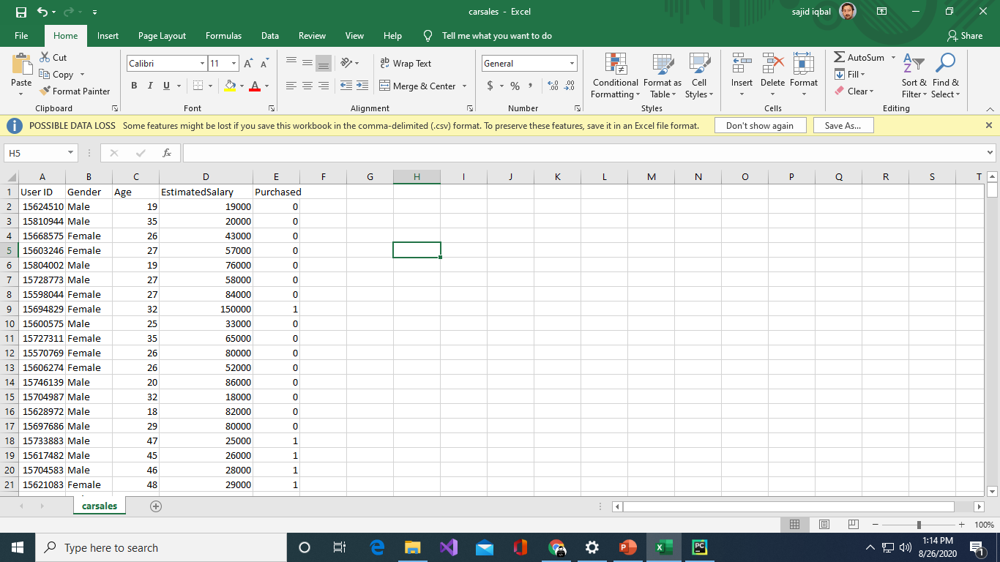 carsales - Excel
sajid iqbal
File Home Insert Page Layout Formulas Data Review View Help Tell me what you want to do Share
Paste
Cut
Copy
Format Painter
Clipboard
Calibri 11
B I U
Font
Wrap Text
Merge & Center
Alignment
General
$ % ,
Number
Conditional Formatting
Format as Table
Cell Styles
Styles
Insert
Delete
Format
Cells
AutoSum
Fill
Clear
Sort & Filter
Find & Select
Editing
POSSIBLE DATA LOSS Some features might be lost if you save this workbook in the comma-delimited (.csv) format. To preserve these features, save it in an Excel file format. Don't show again Save As...
H5 fx
A B C D E F G H I J K L M N O P Q R S T
1 User ID Gender Age EstimatedSalary Purchased
2 15624510 Male 19 19000 0
3 15810944 Male 35 20000 0
4 15668575 Female 26 43000 0
5 15603246 Female 27 57000 0
6 15804002 Male 19 76000 0
7 15728773 Male 27 58000 0
8 15598044 Female 27 84000 0
9 15694829 Female 32 150000 1
10 15600575 Male 25 33000 0
11 15727311 Female 35 65000 0
12 15570769 Female 26 80000 0
13 15606274 Female 26 52000 0
14 15746139 Male 20 86000 0
15 15704987 Male 32 18000 0
16 15628972 Male 18 82000 0
17 15697686 Male 29 80000 0
18 15733883 Male 47 25000 1
19 15617482 Male 45 26000 1
20 15704583 Male 46 28000 1
21 15621083 Female 48 29000 1
carsales
100%
Type here to search
1:14 PM
8/26/2020